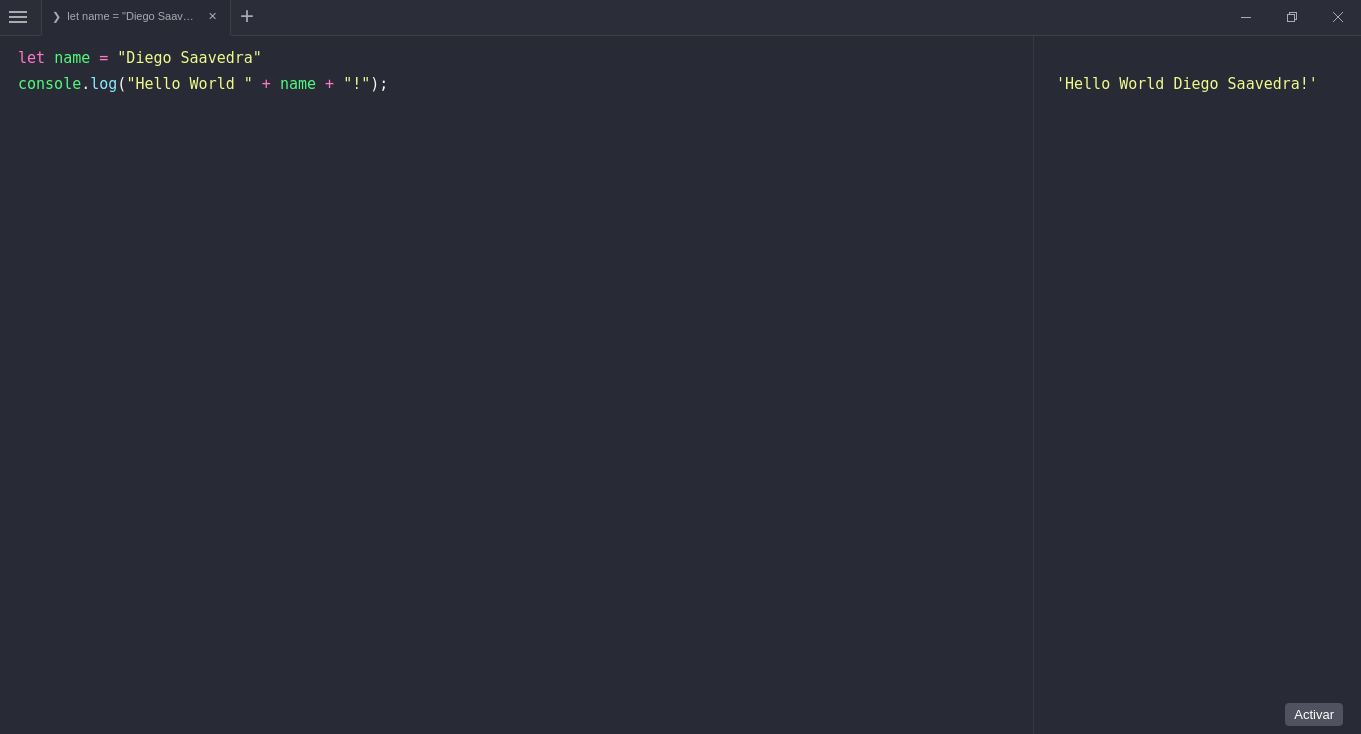 ❯ let name = "Diego Saav… ✕ +
let name = "Diego Saavedra"
console.log("Hello World " + name + "!");
'Hello World Diego Saavedra!'
Activar